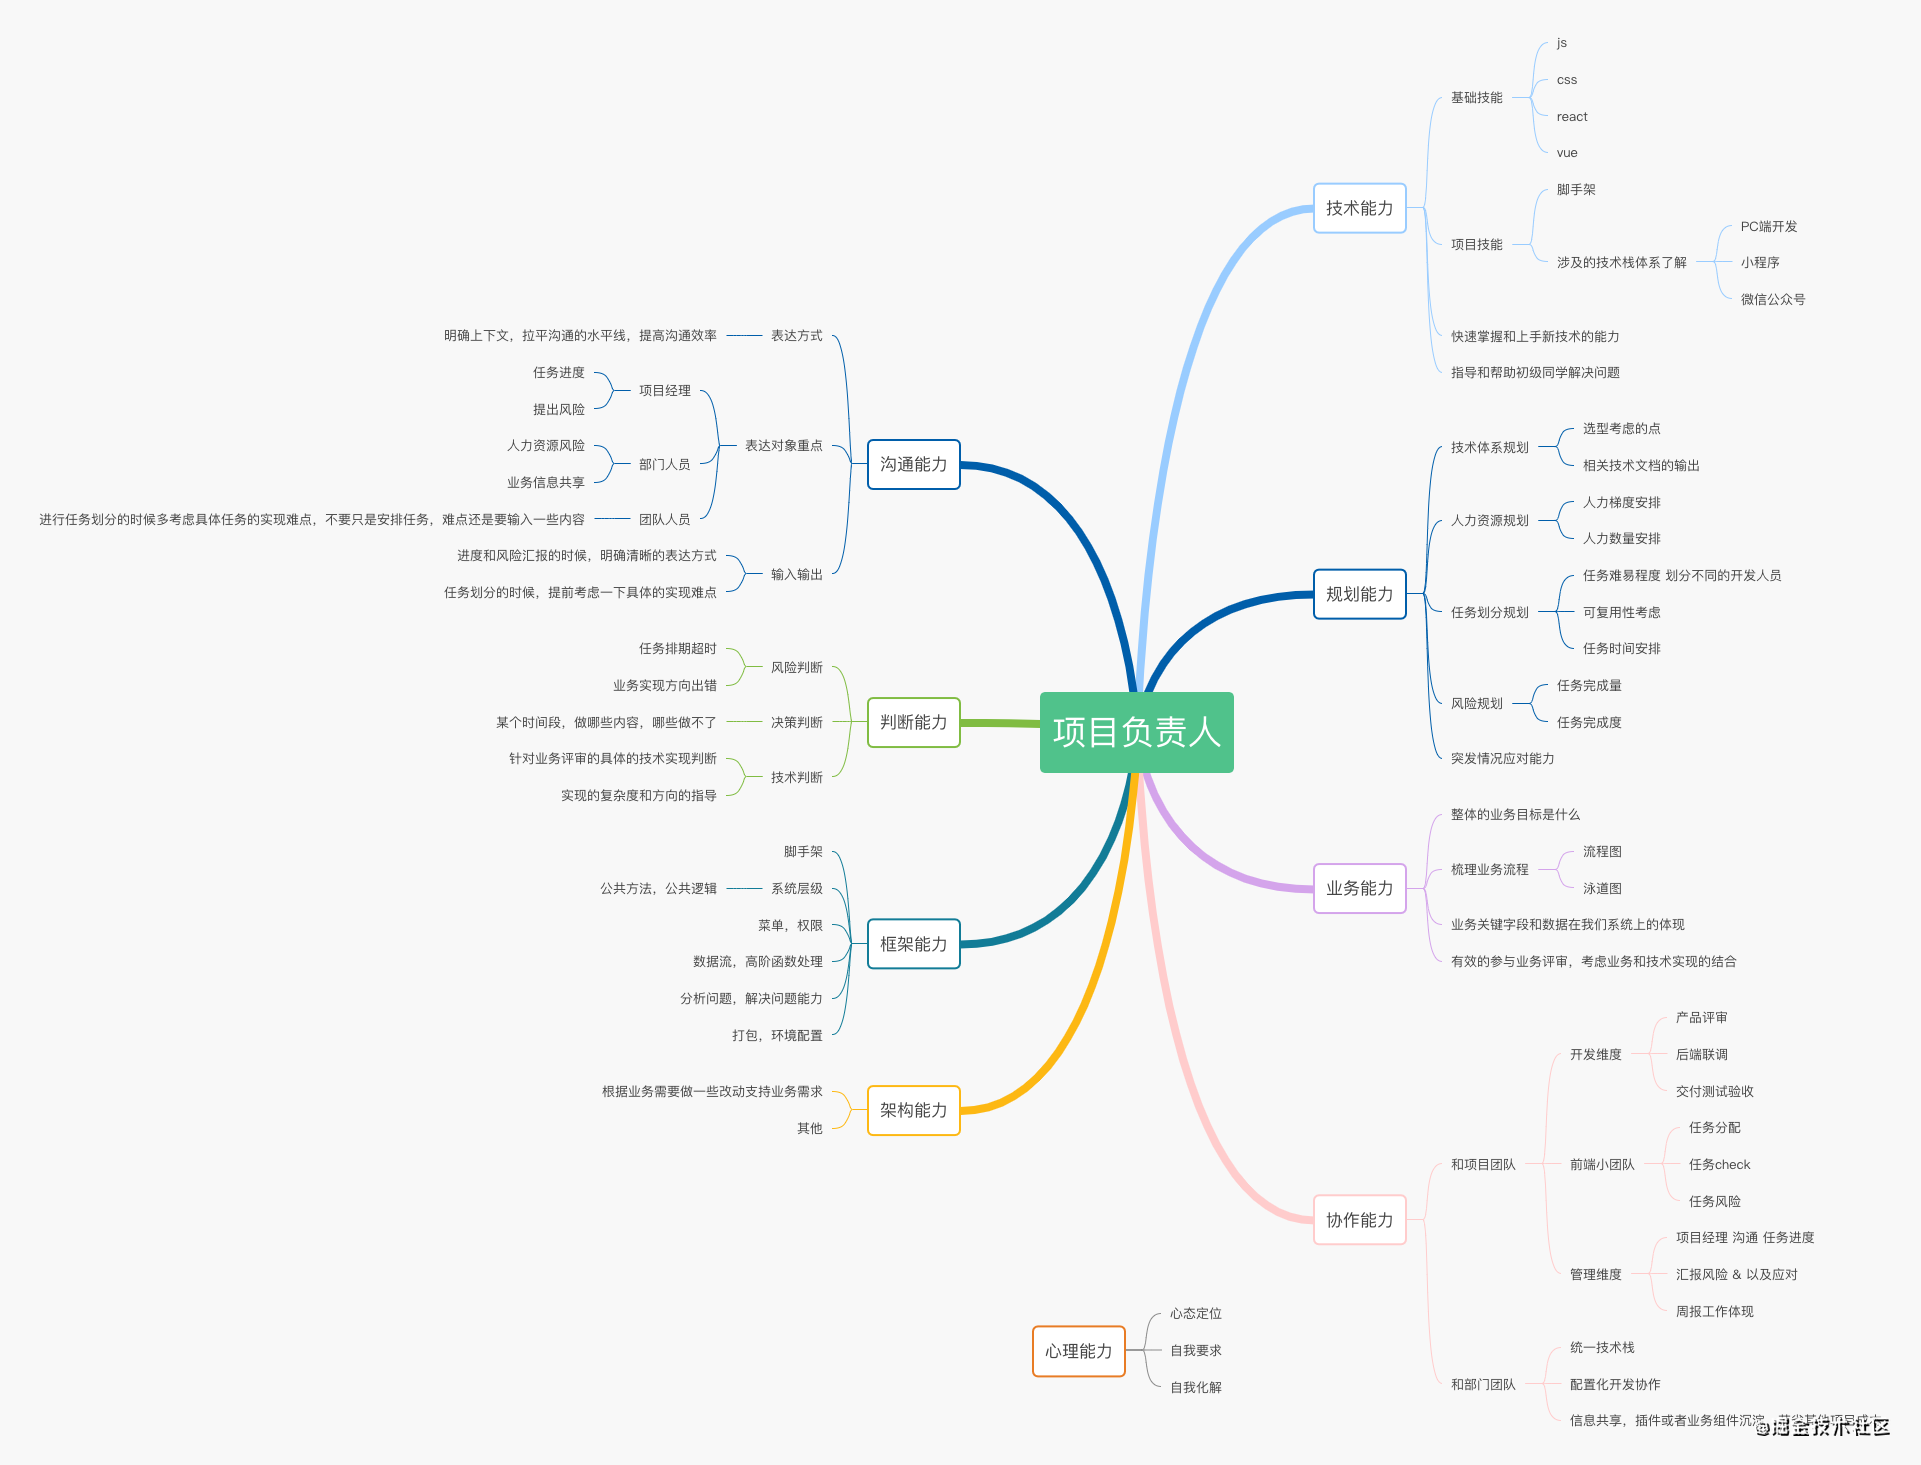 项目负责人
技术能力
基础技能
js
css
react
vue
项目技能
脚手架
涉及的技术栈体系了解
PC端开发
小程序
微信公众号
快速掌握和上手新技术的能力
指导和帮助初级同学解决问题
规划能力
技术体系规划
选型考虑的点
相关技术文档的输出
人力资源规划
人力梯度安排
人力数量安排
任务划分规划
任务难易程度 划分不同的开发人员
可复用性考虑
任务时间安排
风险规划
任务完成量
任务完成度
突发情况应对能力
业务能力
整体的业务目标是什么
梳理业务流程
流程图
泳道图
业务关键字段和数据在我们系统上的体现
有效的参与业务评审，考虑业务和技术实现的结合
协作能力
和项目团队
开发维度
产品评审
后端联调
交付测试验收
前端小团队
任务分配
任务check
任务风险
管理维度
项目经理 沟通 任务进度
汇报风险 & 以及应对
周报工作体现
和部门团队
统一技术栈
配置化开发协作
信息共享，插件或者业务组件沉淀
@掘金技术社区
沟通能力
表达方式
明确上下文，拉平沟通的水平线，提高沟通效率
表达对象重点
项目经理
任务进度
提出风险
部门人员
人力资源风险
业务信息共享
团队人员
进行任务划分的时候多考虑具体任务的实现难点，不要只是安排任务，难点还是要输入一些内容
输入输出
进度和风险汇报的时候，明确清晰的表达方式
任务划分的时候，提前考虑一下具体的实现难点
判断能力
风险判断
任务排期超时
业务实现方向出错
决策判断
某个时间段，做哪些内容，哪些做不了
技术判断
针对业务评审的具体的技术实现判断
实现的复杂度和方向的指导
框架能力
脚手架
系统层级
公共方法，公共逻辑
菜单，权限
数据流，高阶函数处理
分析问题，解决问题能力
打包，环境配置
架构能力
根据业务需要做一些改动支持业务需求
其他
心理能力
心态定位
自我要求
自我化解